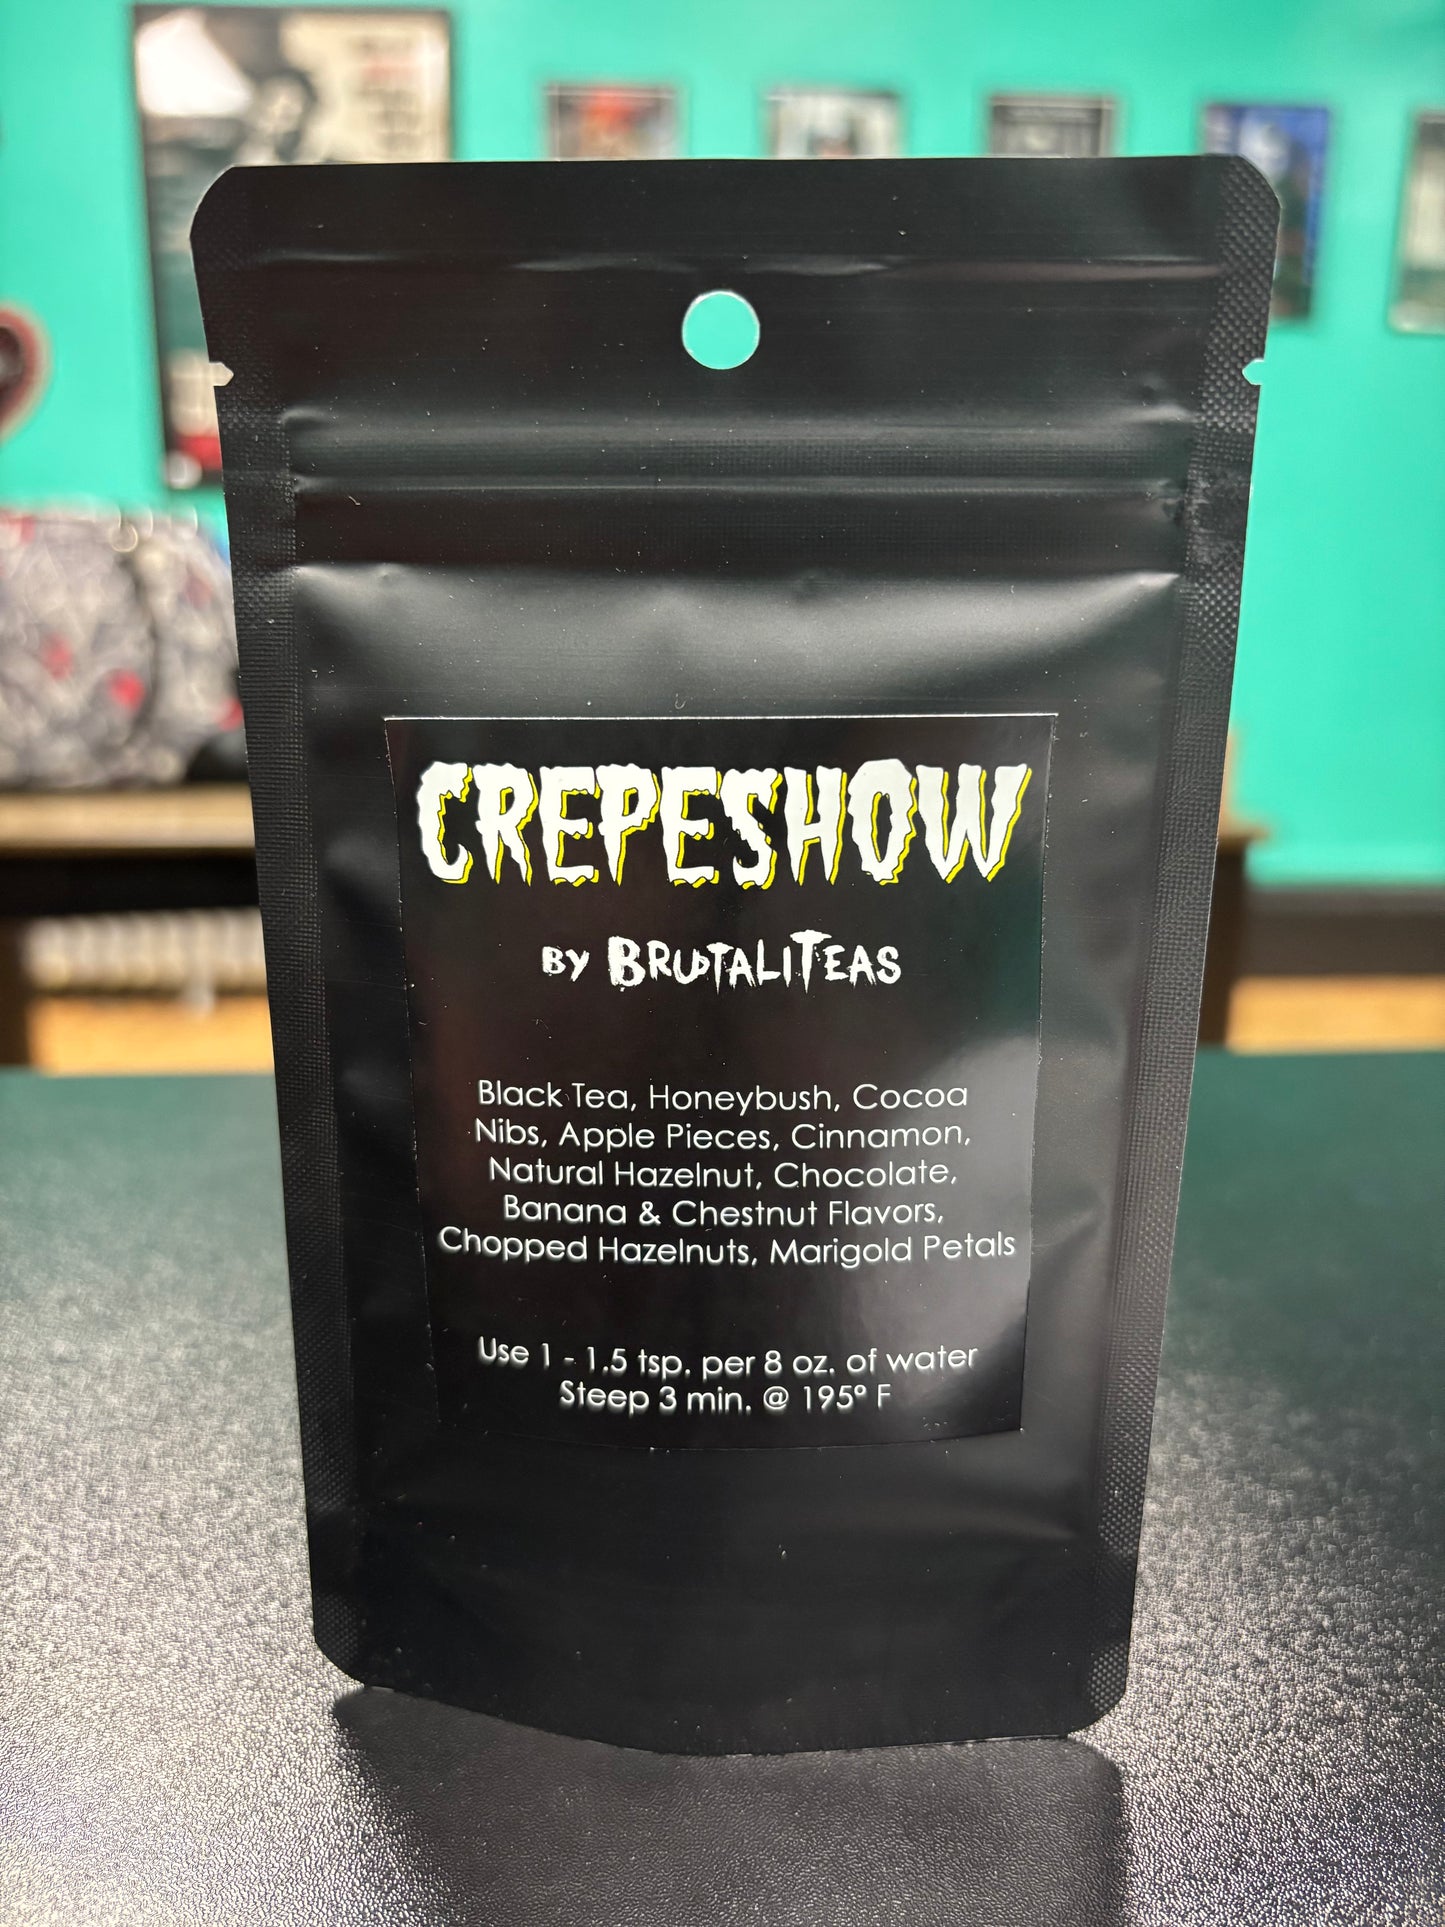 CREPESHOW
BY BRUTALITEAS
Black Tea, Honeybush, Cocoa
Nibs, Apple Pieces, Cinnamon,
Natural Hazelnut, Chocolate,
Banana & Chestnut Flavors,
Chopped Hazelnuts, Marigold Petals
Use 1 - 1.5 tsp. per 8 oz. of water
Steep 3 min. @ 195° F